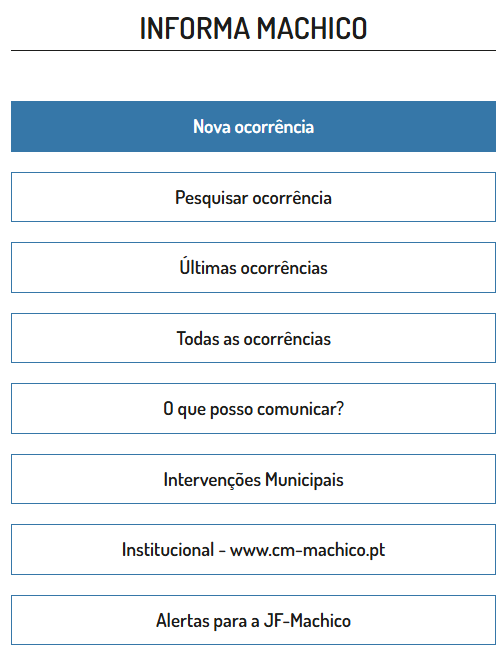 INFORMA MACHICO
Nova ocorrência
Pesquisar ocorrência
Últimas ocorrências
Todas as ocorrências
O que posso comunicar?
Intervenções Municipais
Institucional - www.cm-machico.pt
Alertas para a JF-Machico